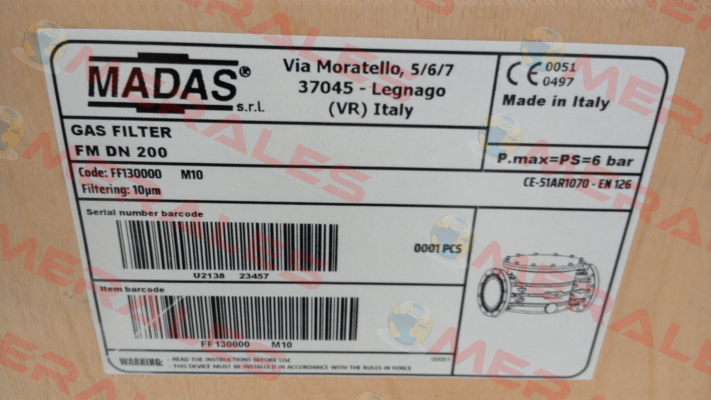 MADAS®
s.r.l.
Via Moratello, 5/6/7
37045 - Legnago
(VR) Italy
CE 0051
0497
Made in Italy
GAS FILTER
FM DN 200
P.max=PS=6 bar
Code: FF130000 M10
Filtering: 10µm
CE-51AR1070 - EN 126
Serial number barcode
0001 PCS
U2138 23457
Item barcode
FF130000 M10
WARNING: - READ THE INSTRUCTIONS BEFORE USE
- THIS DEVICE MUST BE INSTALLED IN ACCORDANCE WITH THE RULES IN FORCE
MERALES
MERALES
MERALES